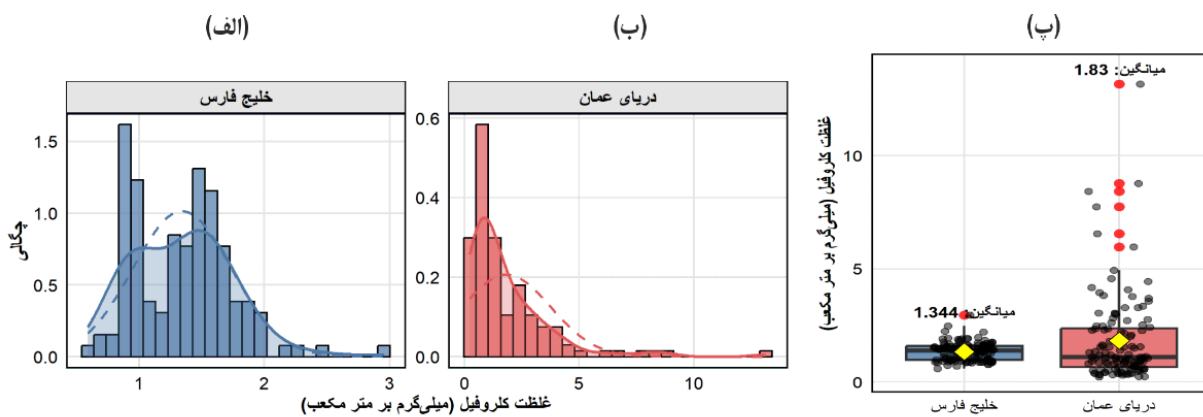 (الف)
(ب)
(پ)
خلیج فارس
دریای عمان
چگالی
1.5
1.0
0.5
0.0
1
2
3
0.6
0.4
0.2
0.0
0
5
10
غلظت کلروفیل (میلی‌گرم بر متر مکعب)
غلظت کلروفیل (میلی‌گرم بر متر مکعب)
10
5
0
میانگین: 1.83
میانگین: 1.344
خلیج فارس
دریای عمان